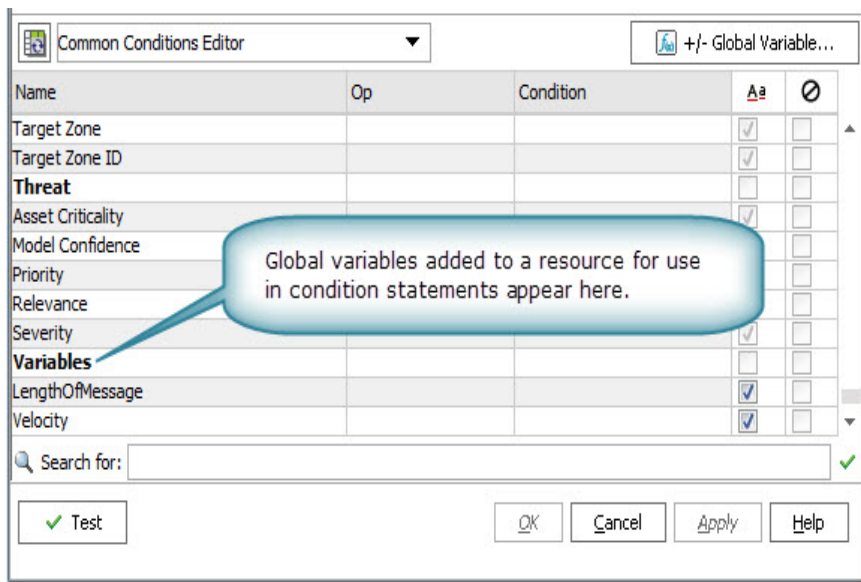 Common Conditions Editor +/- Global Variable...
Name Op Condition Aa
Target Zone
Target Zone ID
Threat
Asset Criticality
Model Confidence
Priority
Relevance
Severity
Variables
LengthOfMessage
Velocity
Global variables added to a resource for use
in condition statements appear here.
Search for:
Test OK Cancel Apply Help